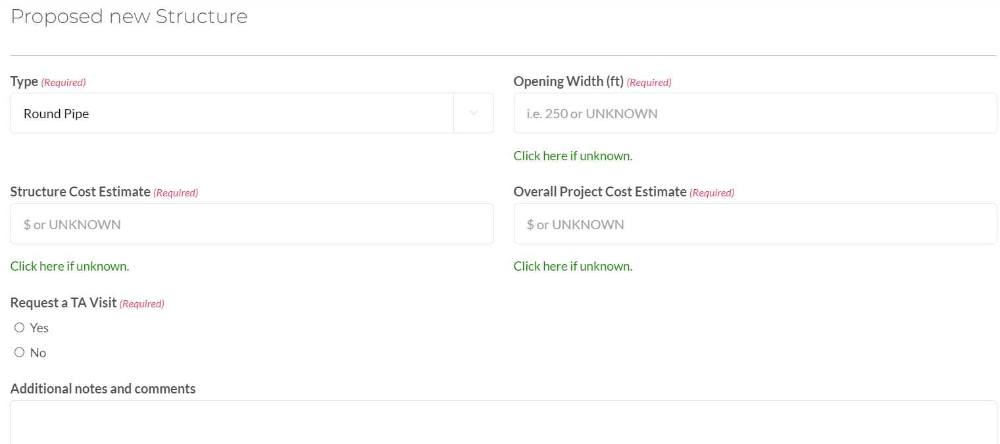 Proposed new Structure
Type (Required)
Opening Width (ft) (Required)
Round Pipe
i.e. 250 or UNKNOWN
Click here if unknown.
Structure Cost Estimate (Required)
Overall Project Cost Estimate (Required)
$ or UNKNOWN
$ or UNKNOWN
Click here if unknown.
Click here if unknown.
Request a TA Visit (Required)
Yes
No
Additional notes and comments